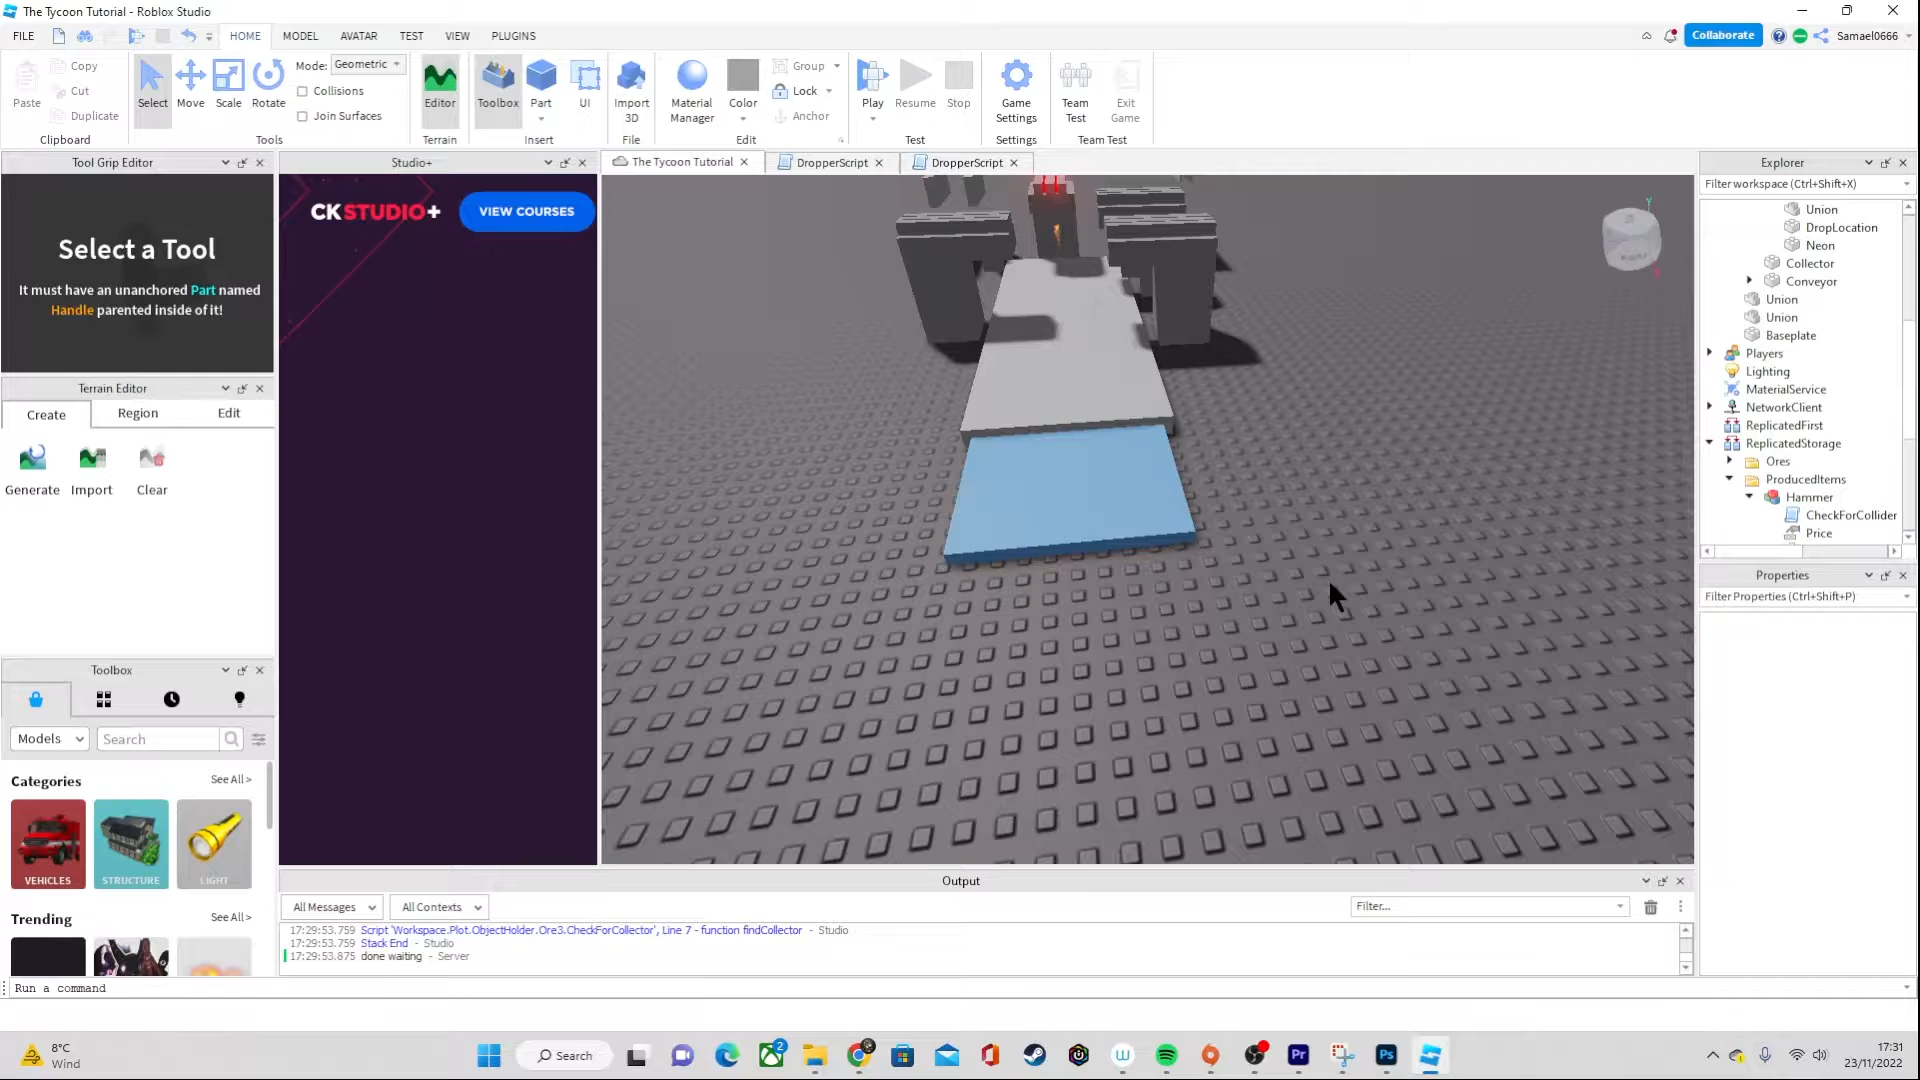 The Tycoon Tutorial - Roblox Studio
FILE HOME MODEL AVATAR TEST VIEW PLUGINS Collaborate Samael0666
Paste Copy Cut Duplicate Clipboard
Select Move Scale Rotate Mode: Geometric Collisions Join Surfaces Tools
Editor Terrain
Toolbox Part UI Insert
Import 3D File
Material Manager Color Group Lock Anchor Edit
Play Resume Stop Test
Game Settings Settings
Team Test Exit Game Team Test
Tool Grip Editor
Select a Tool
It must have an unanchored Part named
Handle parented inside of it!
Terrain Editor
Create Region Edit
Generate Import Clear
Toolbox
Models Search
Categories See All >
VEHICLES STRUCTURE LIGHT
Trending See All >
Studio+
CKSTUDIO+ VIEW COURSES
The Tycoon Tutorial DropperScript DropperScript
RIGHT
Y
Explorer
Filter workspace (Ctrl+Shift+X)
Union
DropLocation
Neon
Collector
Conveyor
Union
Union
Baseplate
Players
Lighting
MaterialService
NetworkClient
ReplicatedFirst
ReplicatedStorage
Ores
ProducedItems
Hammer
CheckForCollider
Price
Properties
Filter Properties (Ctrl+Shift+P)
Output
All Messages All Contexts Filter...
17:29:53.759 Script 'Workspace.Plot.ObjectHolder.Ore3.CheckForCollector', Line 7 - function findCollector - Studio
17:29:53.759 Stack End - Studio
17:29:53.875 done waiting - Server
Run a command
8°C
Wind
Search
2
Pr
Ps
17:31
23/11/2022